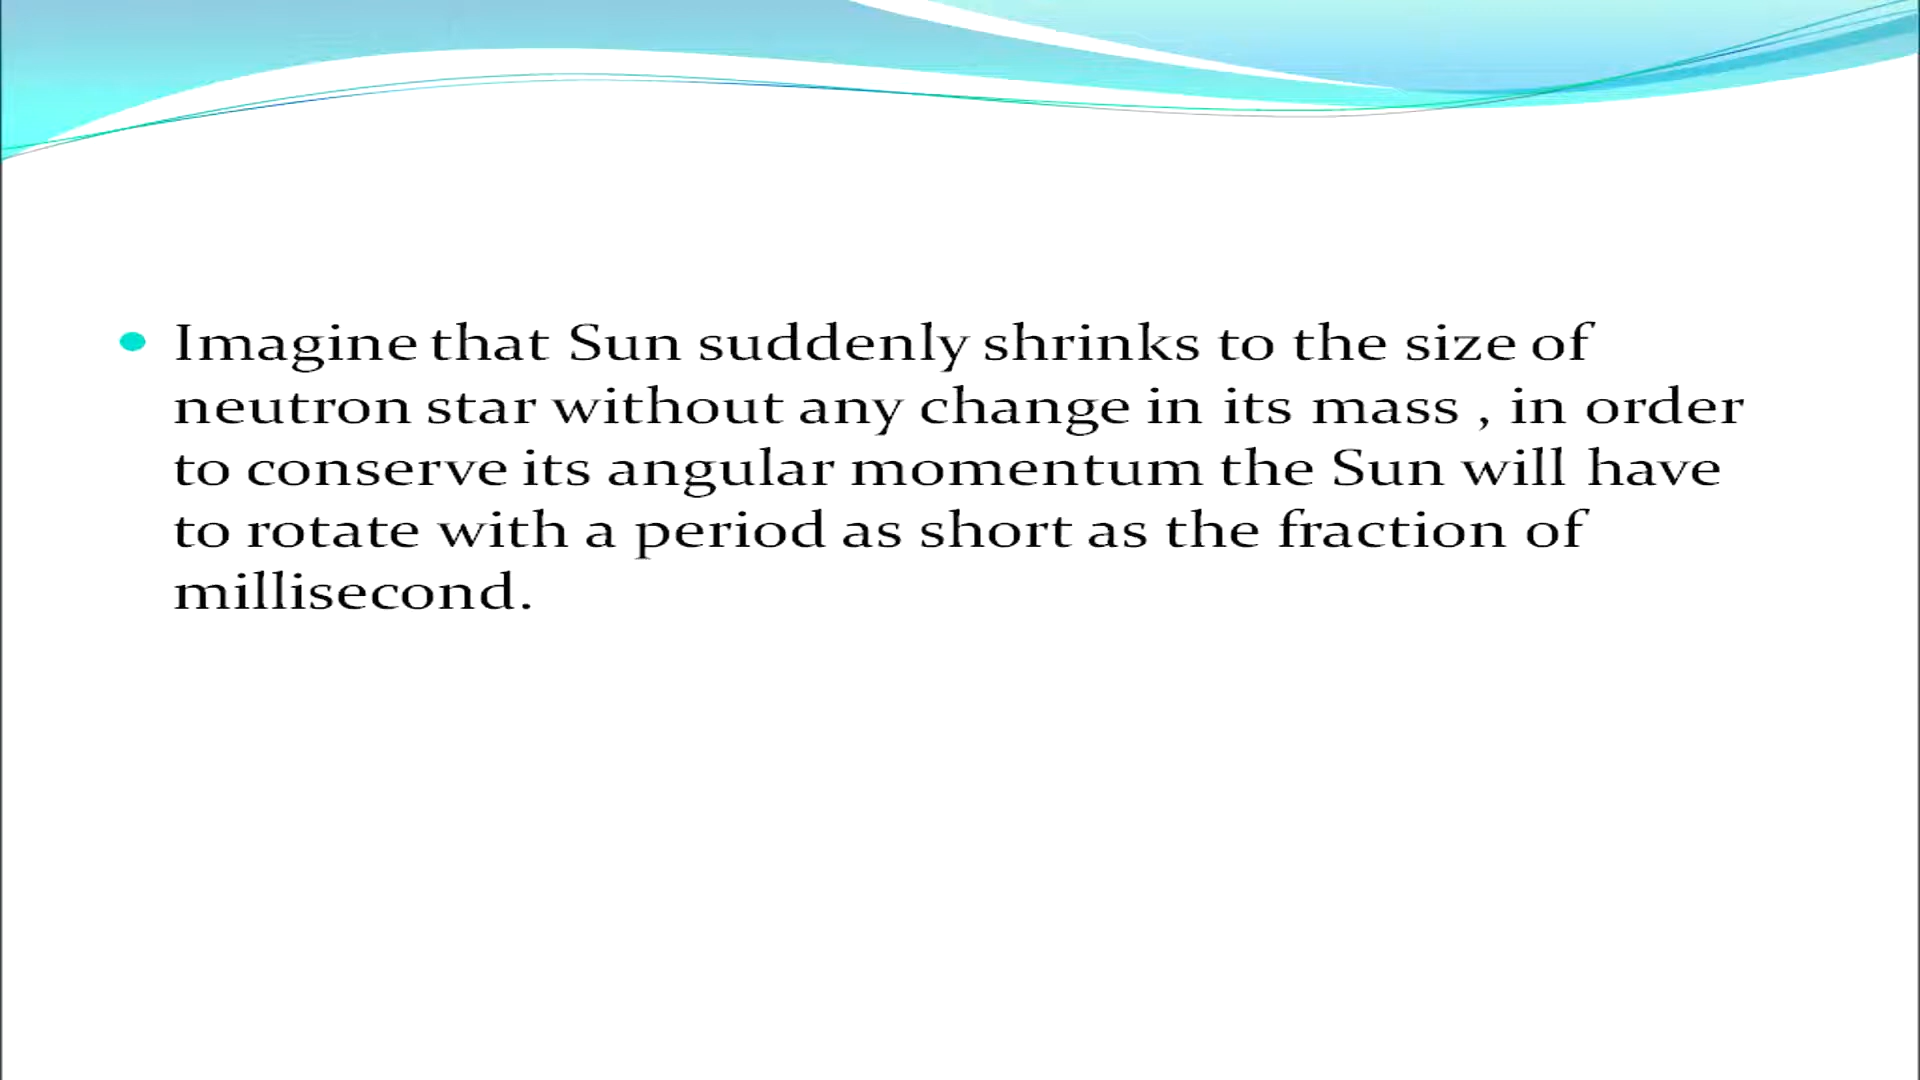 Imagine that Sun suddenly shrinks to the size of
neutron star without any change in its mass , in order
to conserve its angular momentum the Sun will have
to rotate with a period as short as the fraction of
millisecond.